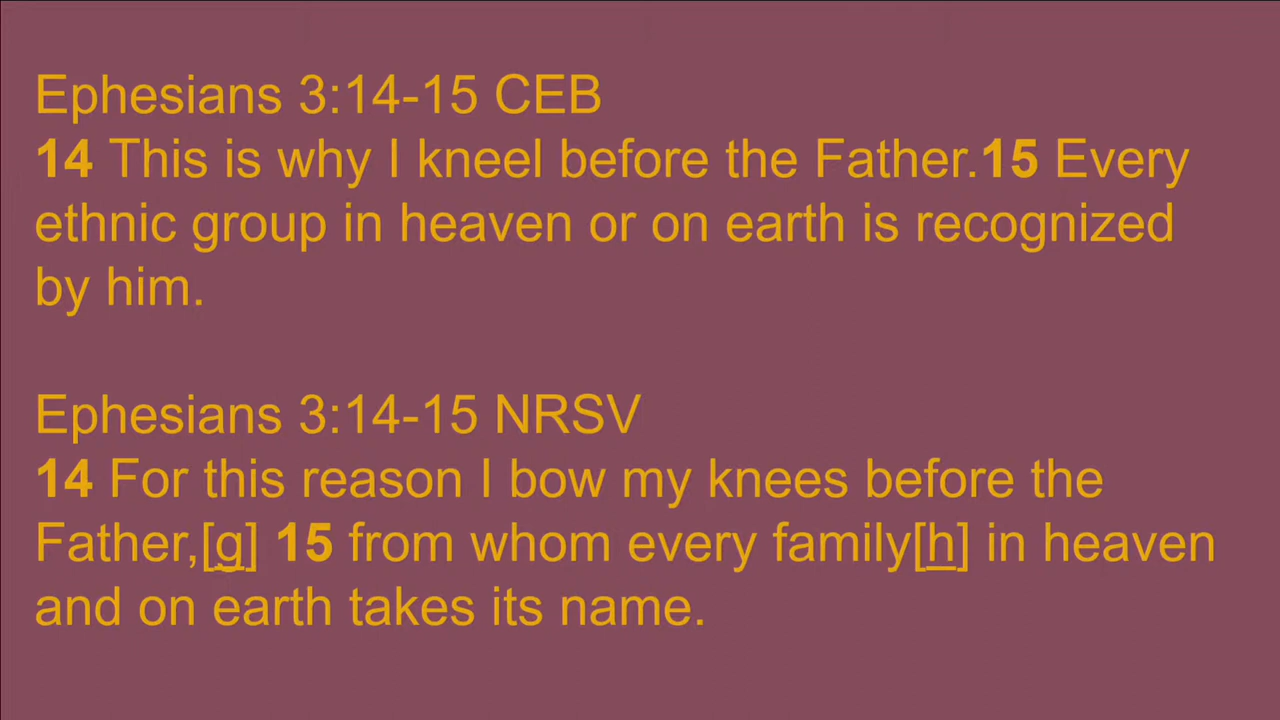 Ephesians 3:14-15 CEB
14 This is why I kneel before the Father.15 Every
ethnic group in heaven or on earth is recognized
by him.
Ephesians 3:14-15 NRSV
14 For this reason I bow my knees before the
Father,[g] 15 from whom every family[h] in heaven
and on earth takes its name.